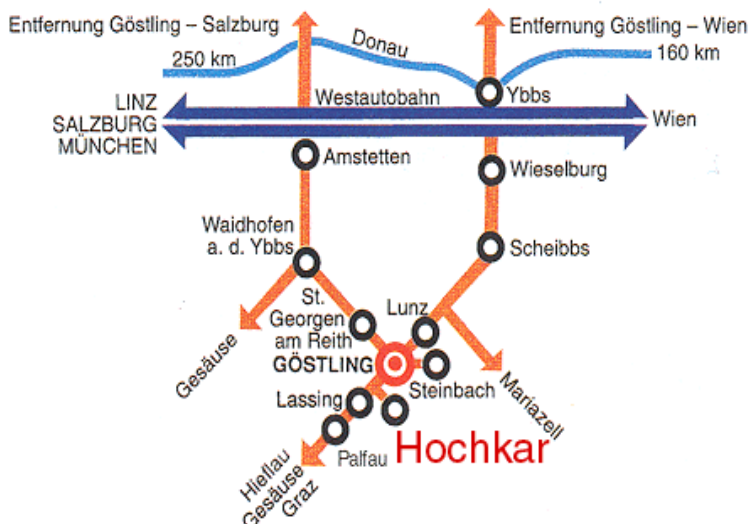 Entfernung Göstling – Salzburg
250 km
Donau
Entfernung Göstling – Wien
160 km
Ybbs
LINZ
SALZBURG
MÜNCHEN
Westautobahn
Wien
Amstetten
Wieselburg
Waidhofen
a. d. Ybbs
Scheibbs
St.
Georgen
am Reith
Lunz
GÖSTLING
Gesäuse
Steinbach
Mariazell
Lassing
Palfau
Hochkar
Hieflau
Gesäuse
Graz